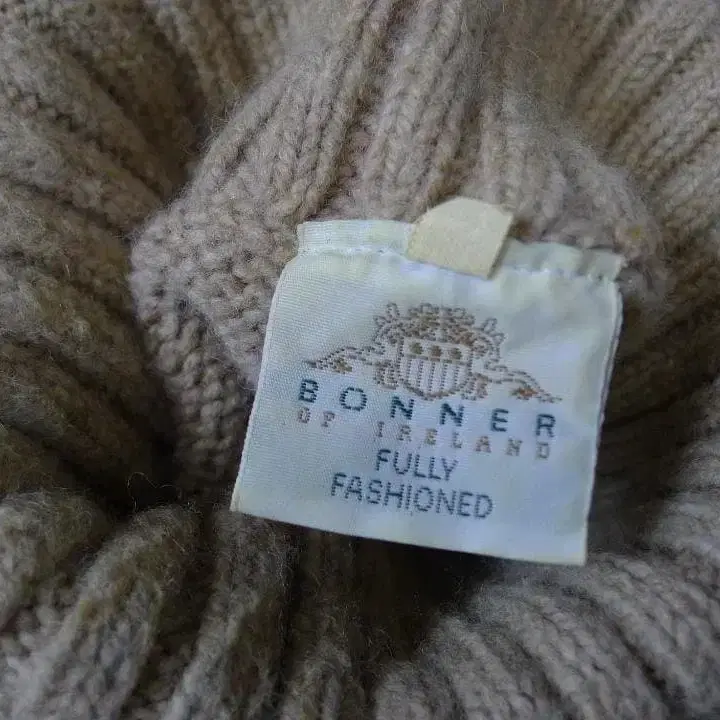 BONNER
OF IRELAND
FULLY
FASHIONED